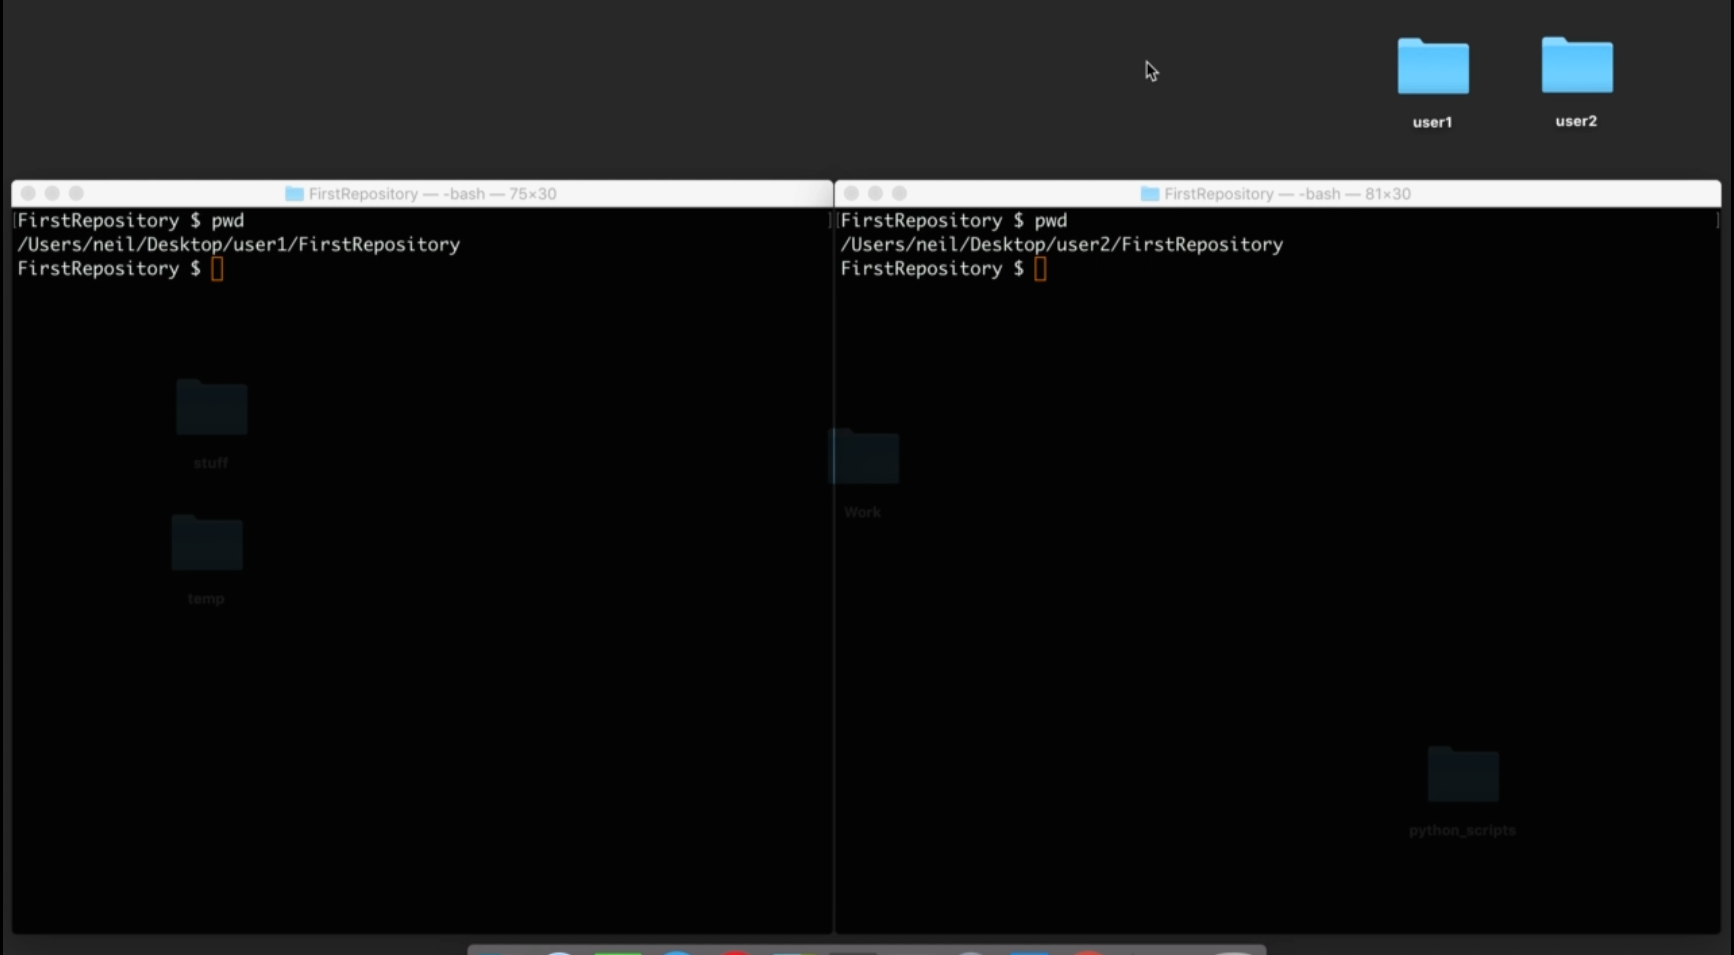 user1
user2
FirstRepository — -bash — 75×30
[FirstRepository $ pwd ]
/Users/neil/Desktop/user1/FirstRepository
FirstRepository $
stuff
temp
FirstRepository — -bash — 81×30
[FirstRepository $ pwd ]
/Users/neil/Desktop/user2/FirstRepository
FirstRepository $
Work
python_scripts